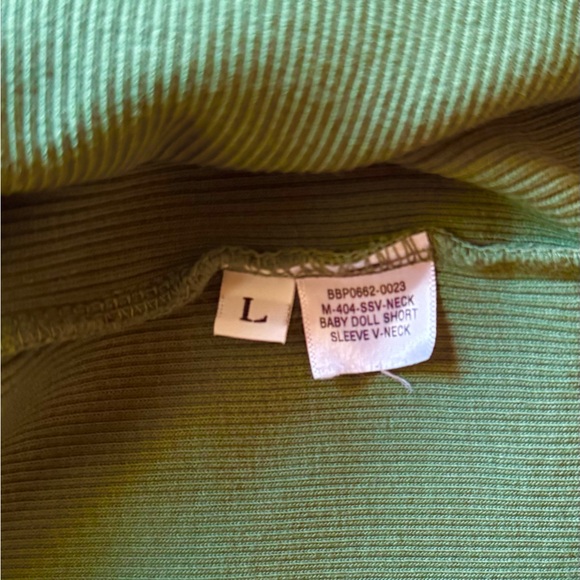 L
BBP0662-0023
M-404-SSV-NECK
BABY DOLL SHORT
SLEEVE V-NECK